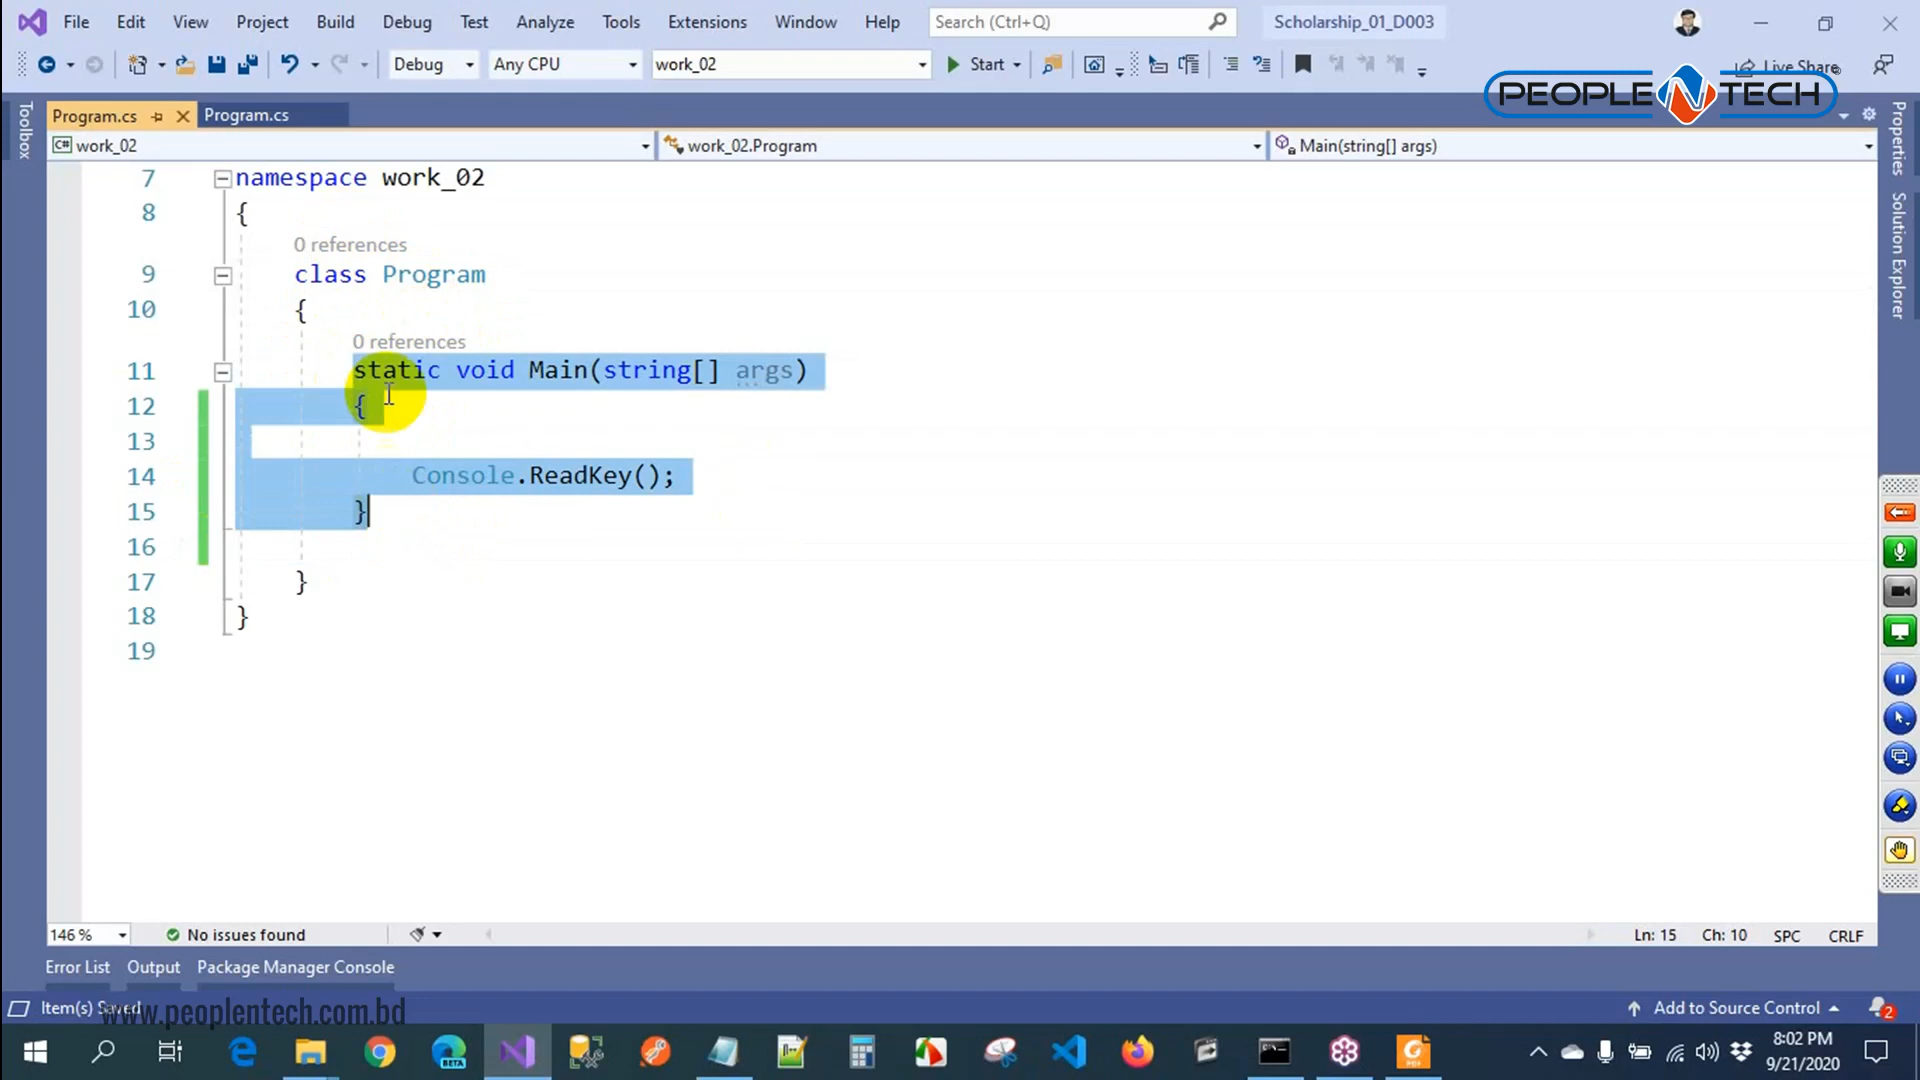 File Edit View Project Build Debug Test Analyze Tools Extensions Window Help Search (Ctrl+Q) Scholarship_01_D003
Debug Any CPU work_02 Start Live Share
PEOPLE N TECH
Program.cs Program.cs
work_02 work_02.Program Main(string[] args)
Toolbox
Properties
Solution Explorer
7 namespace work_02
8 {
0 references
9 class Program
10 {
0 references
11 static void Main(string[] args)
12 {
13
14 Console.ReadKey();
15 }
16
17 }
18 }
19
146 % No issues found Ln: 15 Ch: 10 SPC CRLF
Error List Output Package Manager Console
Item(s) Saved Add to Source Control 2
www.peoplentech.com.bd
BETA
8:02 PM
9/21/2020